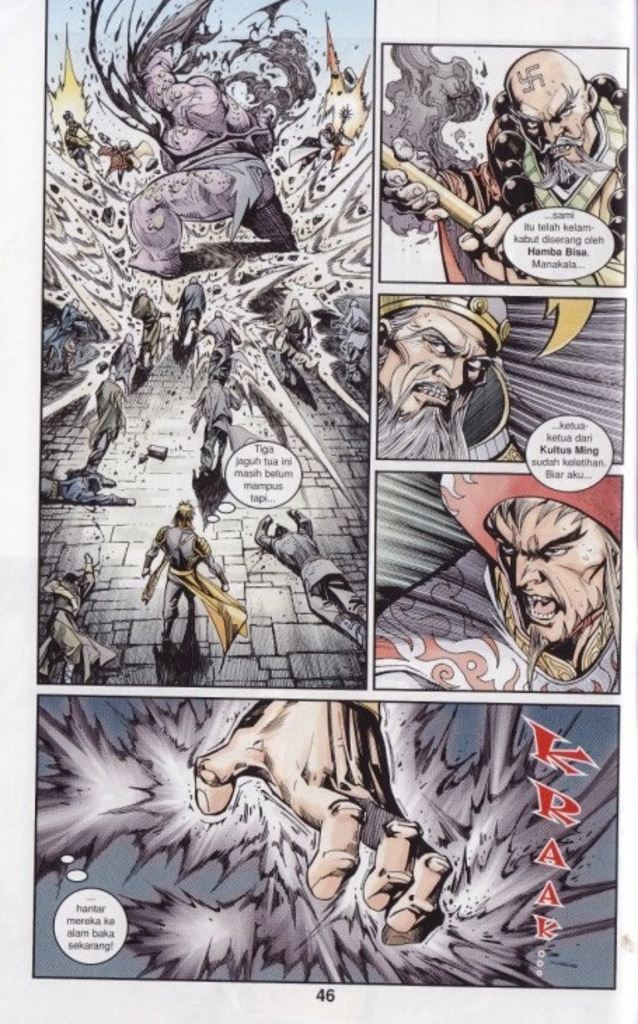 Tiga
jaguh tua ini
masih belum
mampus
tapi...
...sami
itu telah kelam-
kabut diserang oleh
Hamba Bisa.
Manakala...
...ketua-
ketua dari
Kultus Ming
sudah keletihan.
Biar aku...
...
hantar
mereka ke
alam baka
sekarang!
KRAAK...
46